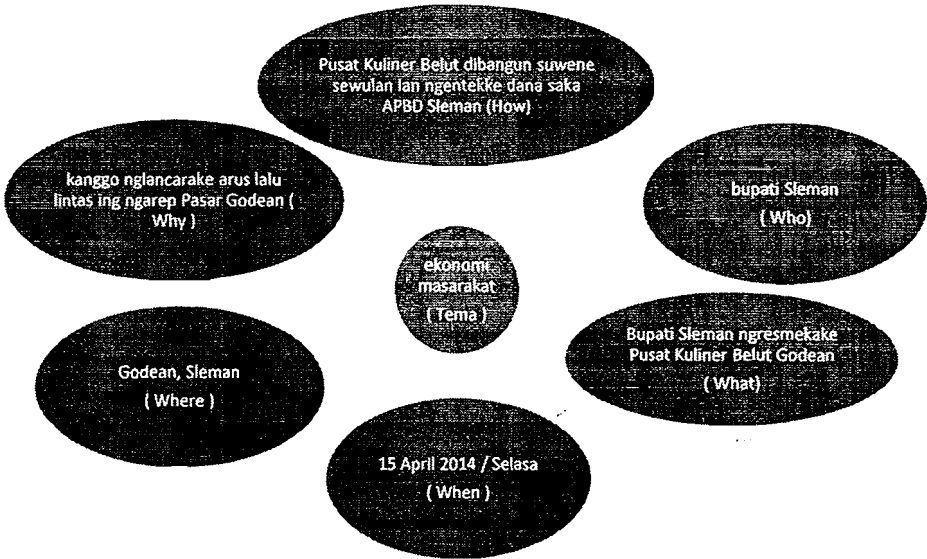 Pusat Kuliner Belut dibangun suwene
sewulan lan ngentekke dana saka
APBD Sleman (How)
kanggo nglancarake arus lalu
lintas ing ngarep Pasar Godean (
Why )
bupati Sleman
( Who)
ekonomi
masarakat
( Tema )
Bupati Sleman ngresmekake
Pusat Kuliner Belut Godean
( What)
Godean, Sleman
( Where )
15 April 2014 / Selasa
( When )